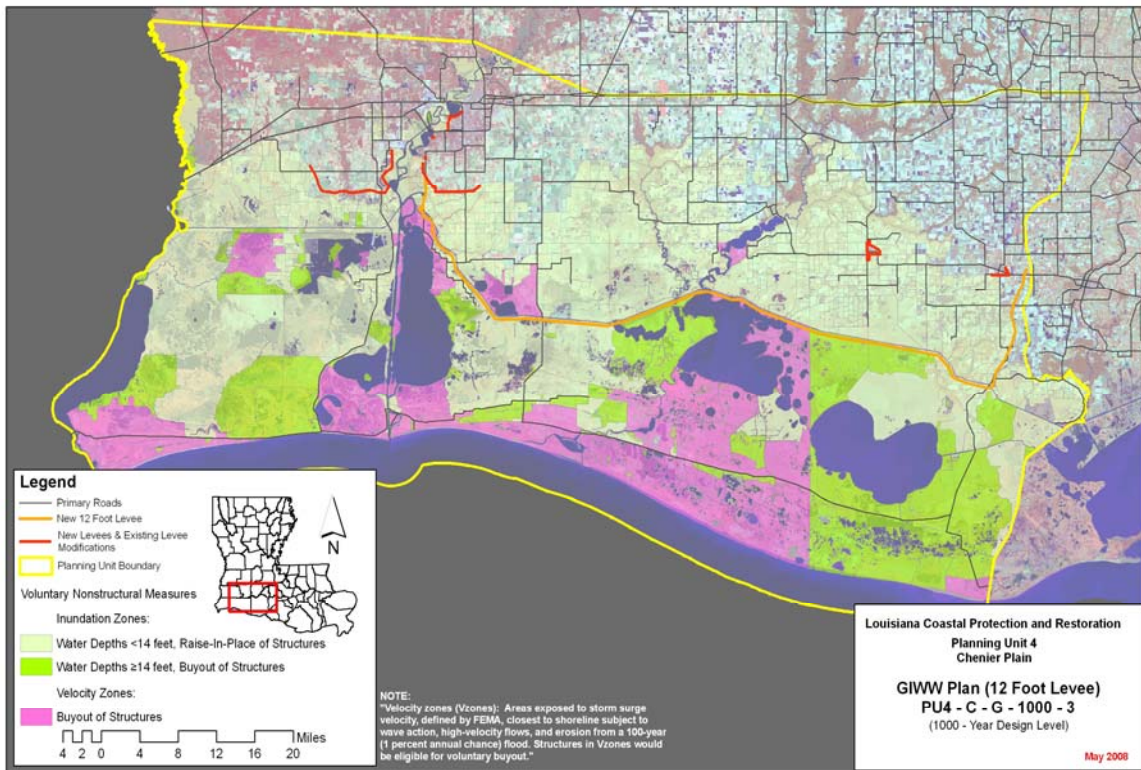 Legend
Primary Roads
New 12 Foot Levee
New Levees & Existing Levee
Modifications
Planning Unit Boundary
N
Voluntary Nonstructural Measures
Inundation Zones:
Water Depths <14 feet, Raise-In-Place of Structures
Water Depths ≥14 feet, Buyout of Structures
Velocity Zones:
Buyout of Structures
Miles
4 2 0 4 8 12 16 20
NOTE:
"Velocity zones (Vzones): Areas exposed to storm surge
velocity, defined by FEMA, closest to shoreline subject to
wave action, high-velocity flows, and erosion from a 100-year
(1 percent annual chance) flood. Structures in Vzones would
be eligible for voluntary buyout."
Louisiana Coastal Protection and Restoration
Planning Unit 4
Chenier Plain
GIWW Plan (12 Foot Levee)
PU4 - C - G - 1000 - 3
(1000 - Year Design Level)
May 2008